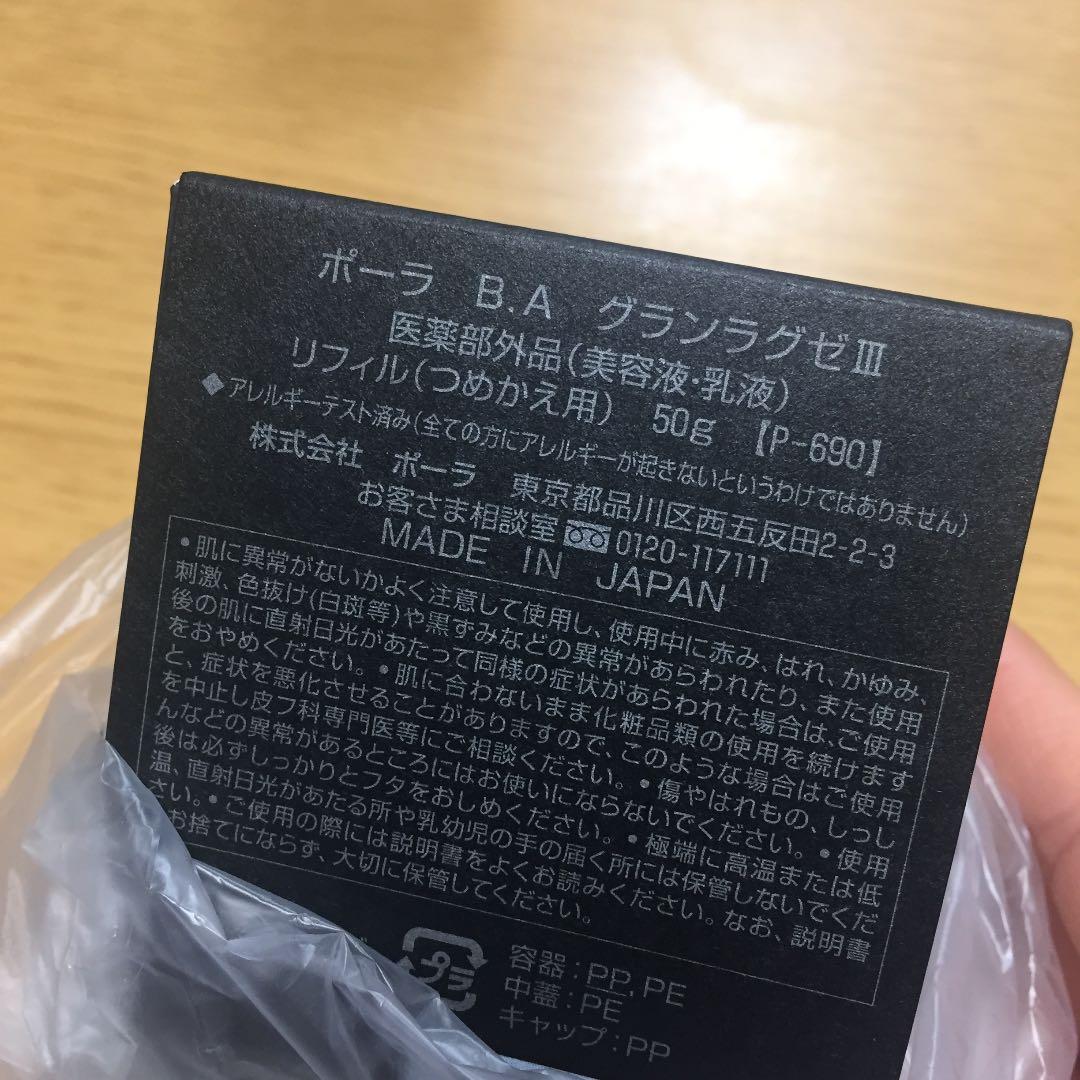 ポーラ B.A グランラグゼⅢ
医薬部外品(美容液・乳液)
リフィル(つめかえ用) 50g 【P-690】
◆アレルギーテスト済み(全ての方にアレルギーが起きないというわけではありません)
株式会社 ポーラ 東京都品川区西五反田2-2-3
お客さま相談室 0120-117111
MADE IN JAPAN
・肌に異常がないかよく注意して使用し、使用中に赤み、はれ、かゆみ、
刺激、色抜け(白斑等)や黒ずみなどの異常があらわれたり、また使用
後の肌に直射日光があたって同様の症状があらわれた場合は、ご使用
をおやめください。・肌に合わないまま化粧品類の使用を続けます
と、症状を悪化させることがありますので、このような場合はご使用
を中止し皮フ科専門医等にご相談ください。・傷やはれもの、しっし
んなどの異常があるところにはお使いにならないでください。・使用
後は必ずしっかりとフタをおしめください。・極端に高温または低
温、直射日光があたる所や乳幼児の手の届く所には保管しないでくだ
さい。・ご使用の際には説明書をよくお読みください。なお、説明書
お捨てにならず、大切に保管してください。
プラ
容器:PP,PE
中蓋:PE
キャップ:PP